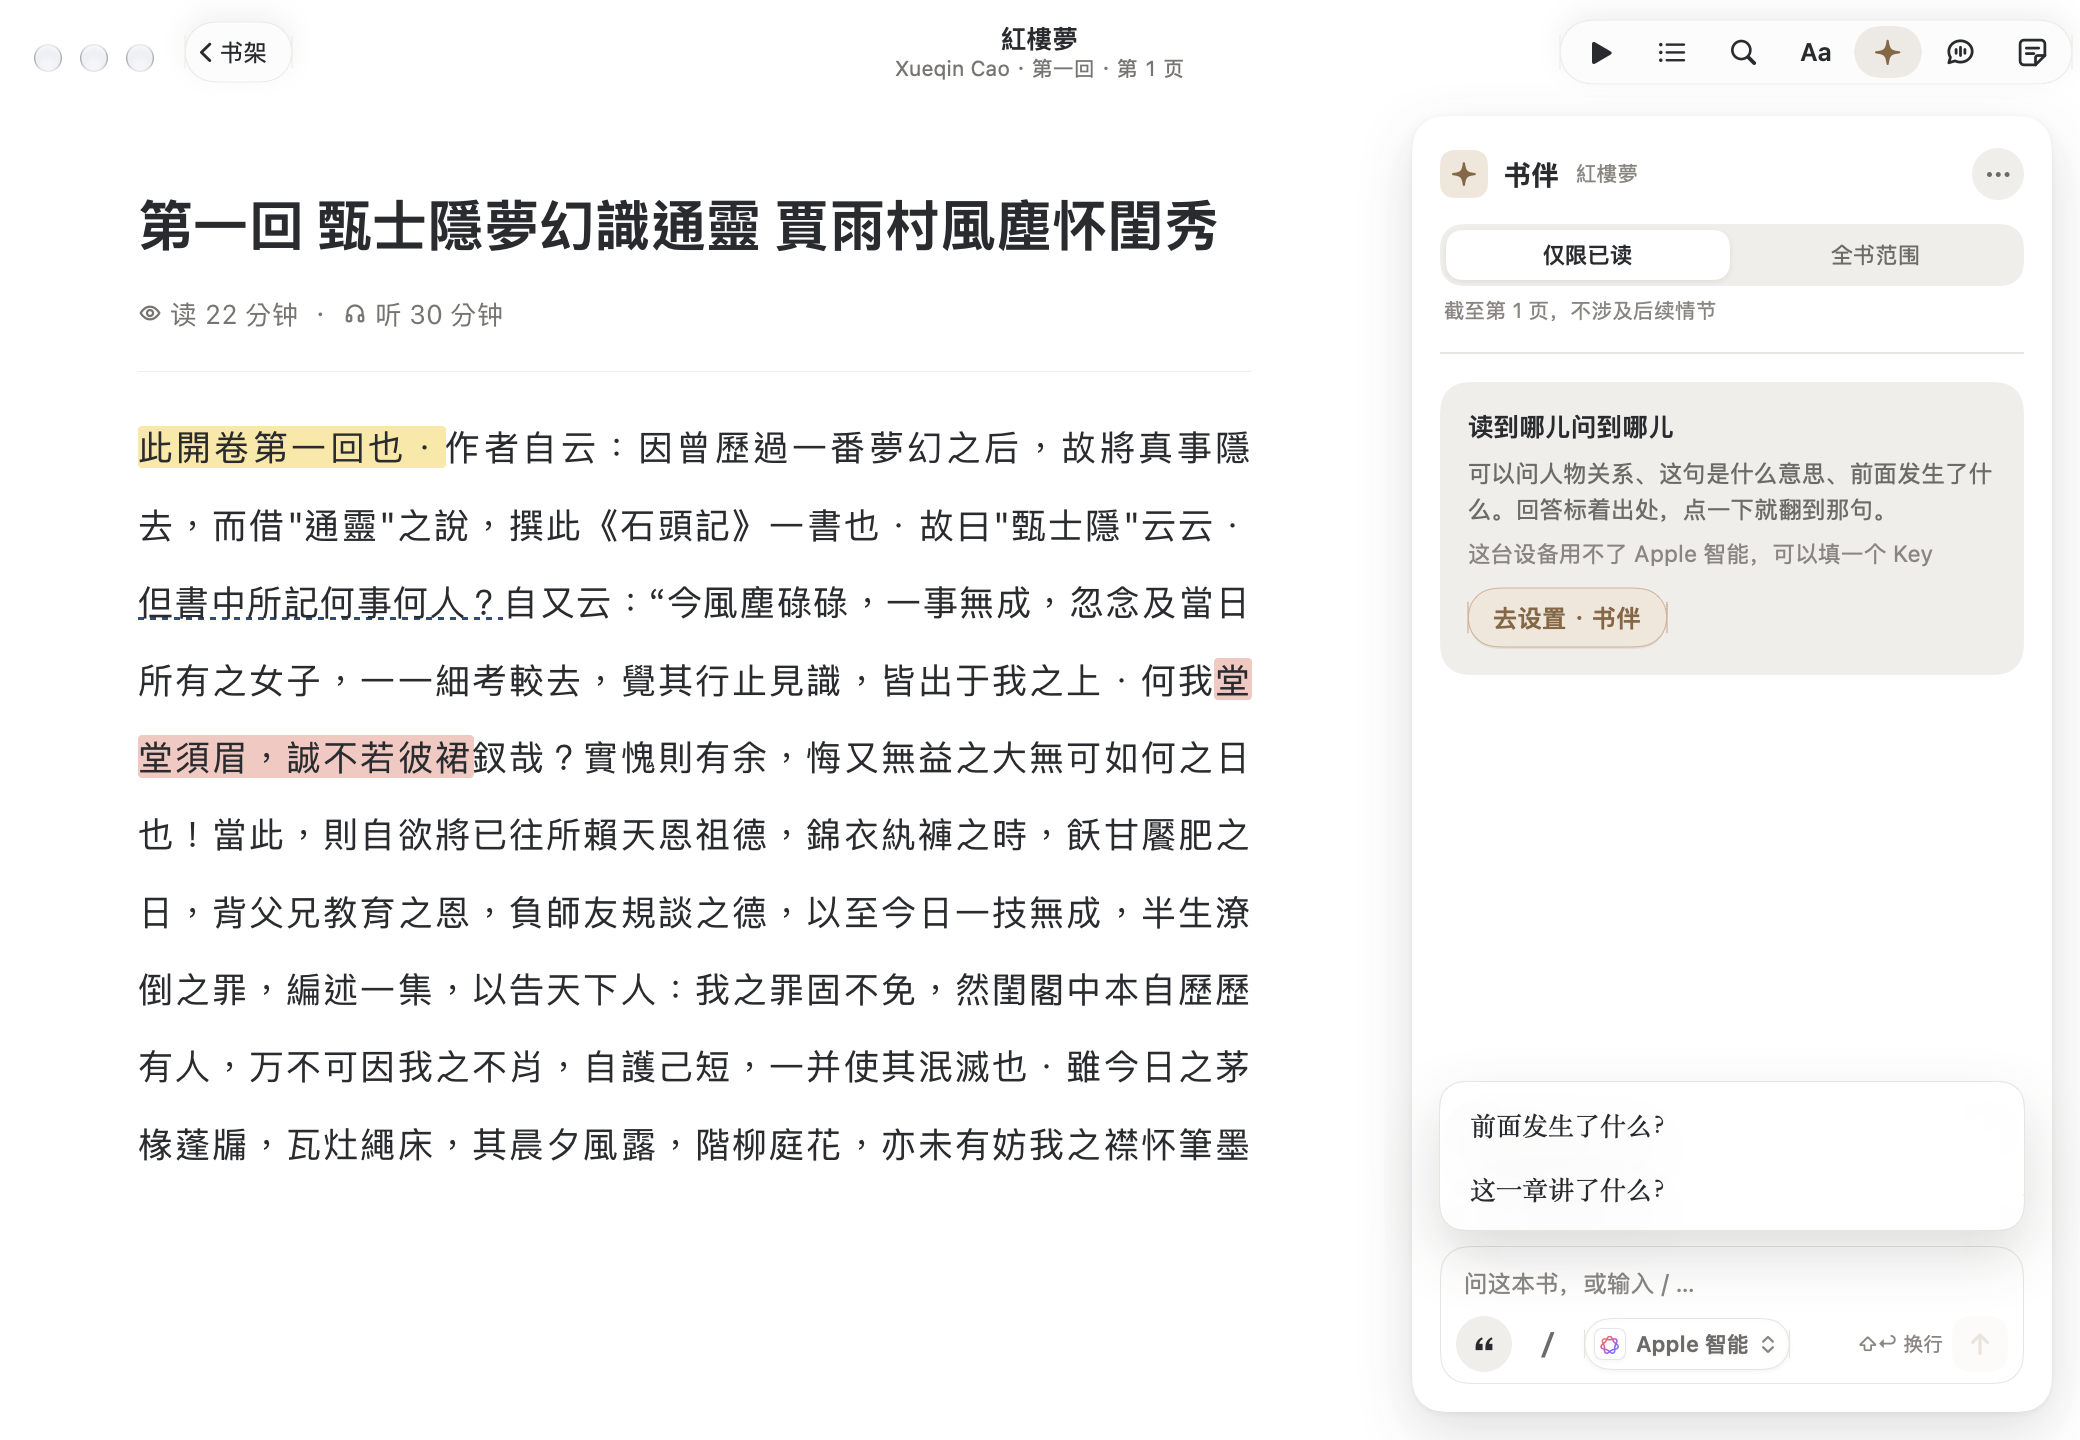 书架
紅樓夢
Xueqin Cao · 第一回 · 第 1 页
Aa
第一回 甄士隱夢幻識通靈 賈雨村風塵怀閨秀
读 22 分钟 · 听 30 分钟
此開卷第一回也﹒作者自云：因曾歷過一番夢幻之后，故將真事隱
去，而借"通靈"之說，撰此《石頭記》一書也﹒故曰"甄士隱"云云﹒
但書中所記何事何人？自又云：“今風塵碌碌，一事無成，忽念及當日
所有之女子，一一細考較去，覺其行止見識，皆出于我之上﹒何我堂
堂須眉，誠不若彼裙釵哉？實愧則有余，悔又無益之大無可如何之日
也！當此，則自欲將已往所賴天恩祖德，錦衣紈褲之時，飫甘饜肥之
日，背父兄教育之恩，負師友規談之德，以至今日一技無成，半生潦
倒之罪，編述一集，以告天下人：我之罪固不免，然閨閣中本自歷歷
有人，万不可因我之不肖，自護己短，一并使其泯滅也﹒雖今日之茅
椽蓬牖，瓦灶繩床，其晨夕風露，階柳庭花，亦未有妨我之襟怀筆墨
书伴 紅樓夢
仅限已读 全书范围
截至第 1 页，不涉及后续情节
读到哪儿问到哪儿
可以问人物关系、这句是什么意思、前面发生了什
么。回答标着出处，点一下就翻到那句。
这台设备用不了 Apple 智能，可以填一个 Key
去设置 · 书伴
前面发生了什么？
这一章讲了什么？
问这本书，或输入 / ...
“ / Apple 智能 换行